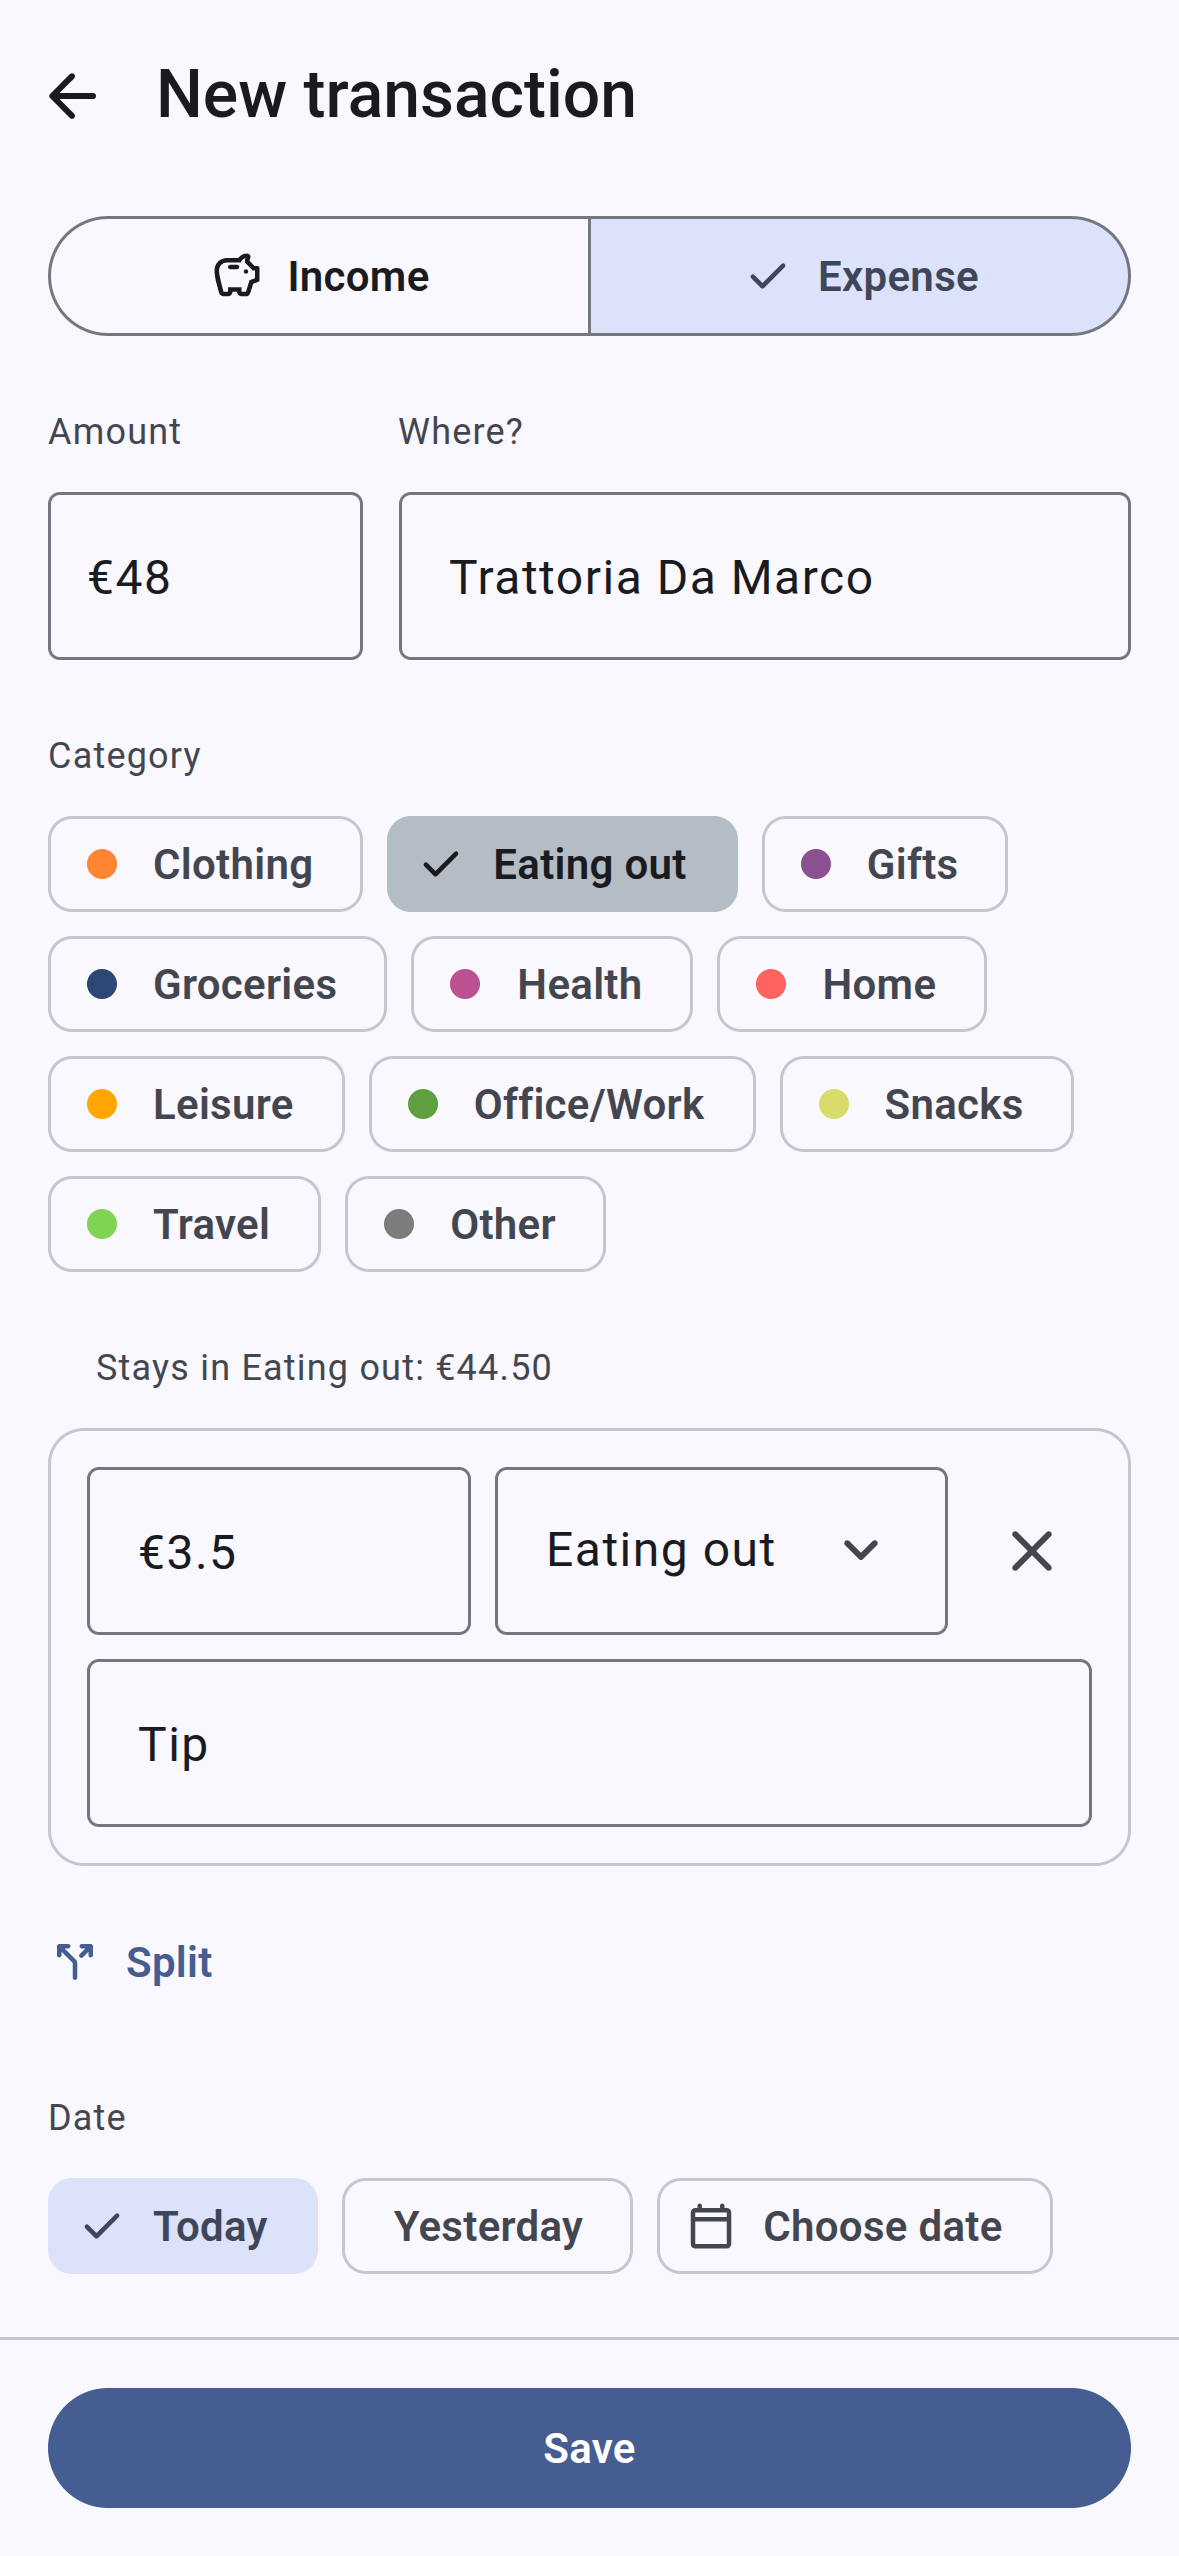 New transaction
Income Expense
Amount Where?
€48 Trattoria Da Marco
Category
Clothing Eating out Gifts
Groceries Health Home
Leisure Office/Work Snacks
Travel Other
Stays in Eating out: €44.50
€3.5 Eating out
Tip
Split
Date
Today Yesterday Choose date
Save